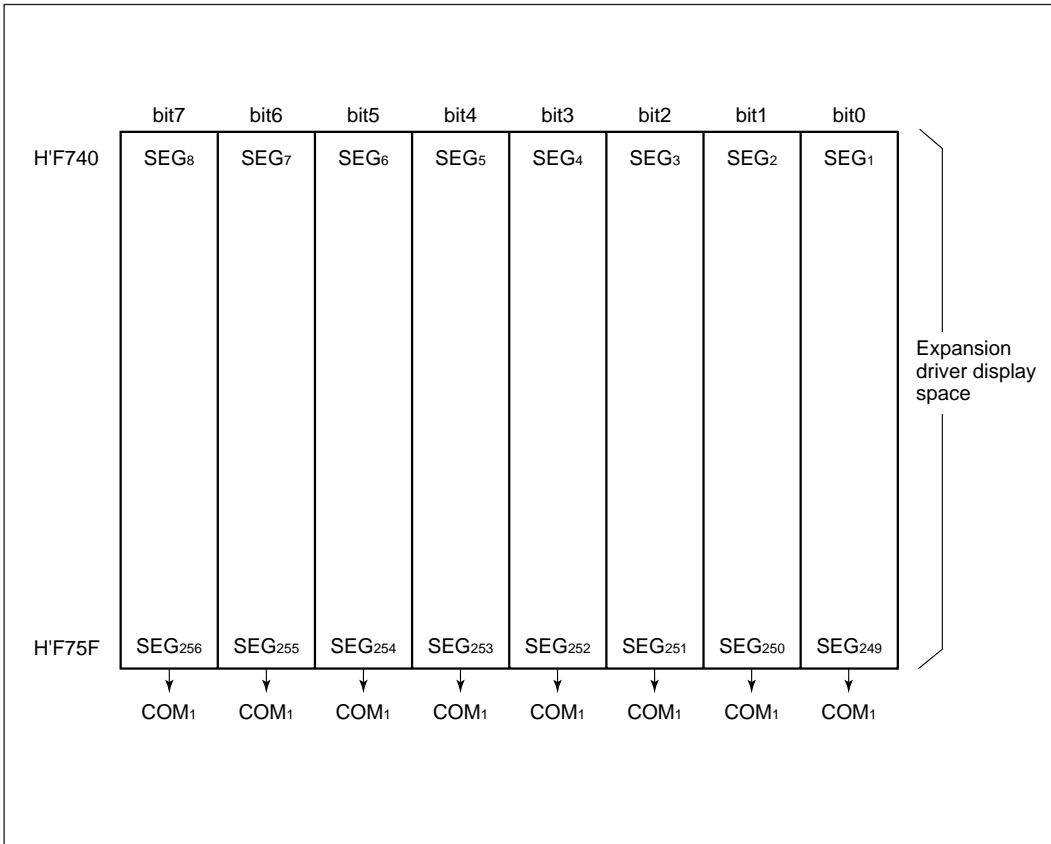 bit7 bit6 bit5 bit4 bit3 bit2 bit1 bit0
H'F740 SEG8 SEG7 SEG6 SEG5 SEG4 SEG3 SEG2 SEG1
Expansion
driver display
space
H'F75F SEG256 SEG255 SEG254 SEG253 SEG252 SEG251 SEG250 SEG249
COM1 COM1 COM1 COM1 COM1 COM1 COM1 COM1